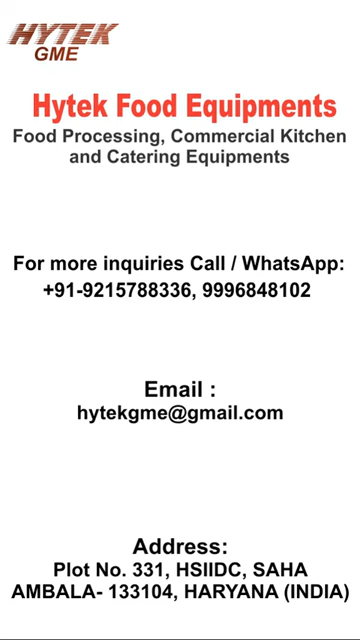 HYTEK
GME
Hytek Food Equipments
Food Processing, Commercial Kitchen
and Catering Equipments
For more inquiries Call / WhatsApp:
+91-9215788336, 9996848102
Email :
hytekgme@gmail.com
Address:
Plot No. 331, HSIIDC, SAHA
AMBALA- 133104, HARYANA (INDIA)